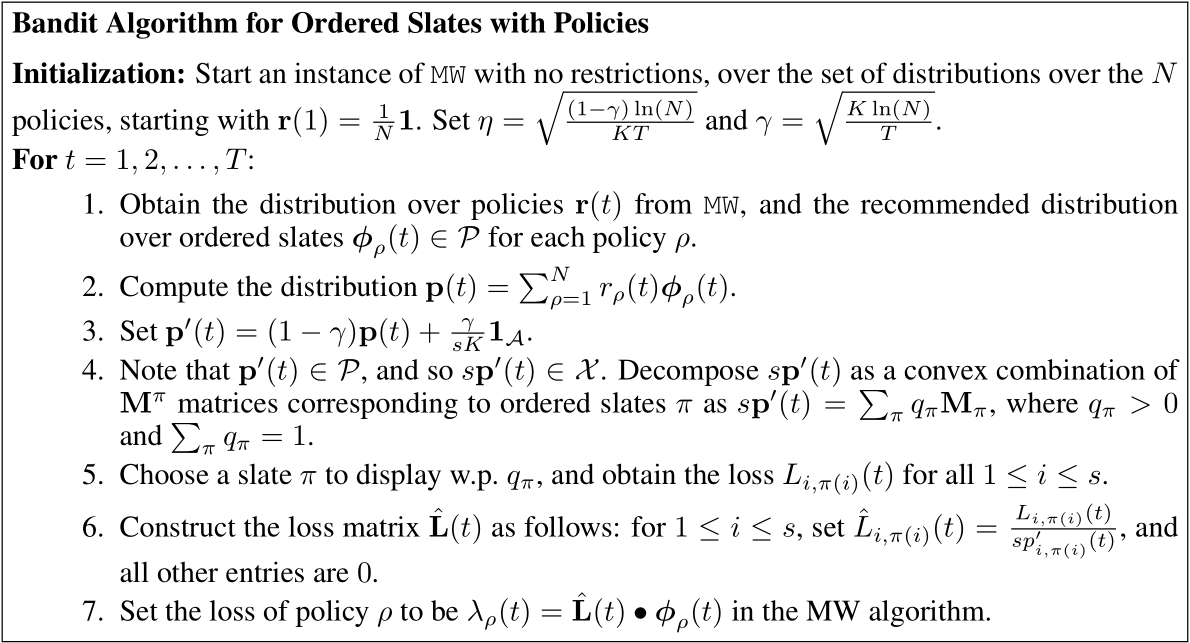 Bandit Algorithm for Ordered Slates with Policies
Initialization: Start an instance of MW with no restrictions, over the set of distributions over the $N$
policies, starting with $\mathbf{r}(1) = \frac{1}{N}\mathbf{1}$. Set $\eta = \sqrt{\frac{(1-\gamma)\ln(N)}{KT}}$ and $\gamma = \sqrt{\frac{K\ln(N)}{T}}$.
For $t = 1, 2, \ldots, T$:
1. Obtain the distribution over policies $\mathbf{r}(t)$ from MW, and the recommended distribution
over ordered slates $\boldsymbol{\phi}_\rho(t) \in \mathcal{P}$ for each policy $\rho$.
2. Compute the distribution $\mathbf{p}(t) = \sum_{\rho=1}^{N} r_\rho(t)\boldsymbol{\phi}_\rho(t)$.
3. Set $\mathbf{p}'(t) = (1-\gamma)\mathbf{p}(t) + \frac{\gamma}{sK}\mathbf{1}_\mathcal{A}$.
4. Note that $\mathbf{p}'(t) \in \mathcal{P}$, and so $s\mathbf{p}'(t) \in \mathcal{X}$. Decompose $s\mathbf{p}'(t)$ as a convex combination of
$\mathbf{M}^\pi$ matrices corresponding to ordered slates $\pi$ as $s\mathbf{p}'(t) = \sum_\pi q_\pi \mathbf{M}_\pi$, where $q_\pi > 0$
and $\sum_\pi q_\pi = 1$.
5. Choose a slate $\pi$ to display w.p. $q_\pi$, and obtain the loss $L_{i,\pi(i)}(t)$ for all $1 \leq i \leq s$.
6. Construct the loss matrix $\hat{\mathbf{L}}(t)$ as follows: for $1 \leq i \leq s$, set $\hat{L}_{i,\pi(i)}(t) = \frac{L_{i,\pi(i)}(t)}{sp'_{i,\pi(i)}(t)}$, and
all other entries are 0.
7. Set the loss of policy $\rho$ to be $\lambda_\rho(t) = \hat{\mathbf{L}}(t) \bullet \boldsymbol{\phi}_\rho(t)$ in the MW algorithm.